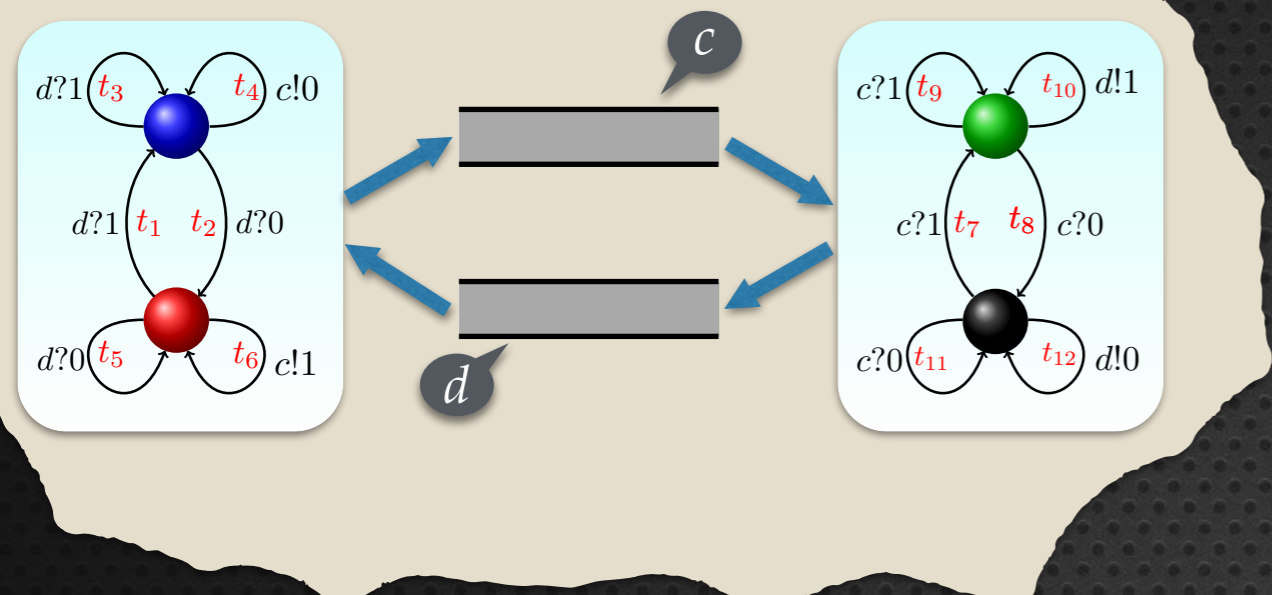 c
d?1 t3 t4 c!0
c?1 t9 t10 d!1
d?1 t1 t2 d?0
c?1 t7 t8 c?0
d?0 t5 t6 c!1
c?0 t11 t12 d!0
d